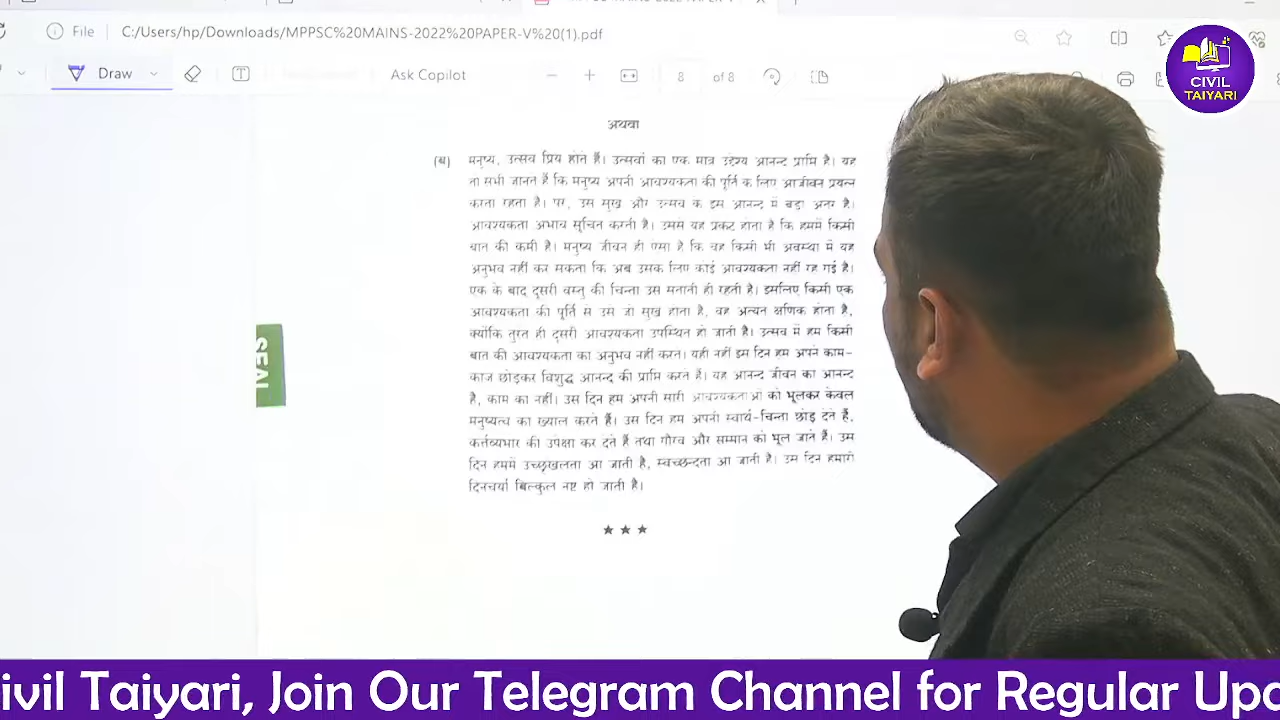 File C:/Users/hp/Downloads/MPPSC%20MAINS-2022%20PAPER-V%20(1).pdf
Draw Ask Copilot 8 of 8
CIVIL
TAIYARI
अथवा
(ब) मनुष्य, उत्सव प्रिय होते हैं। उत्सवों का एक मात्र उद्देश्य आनन्द प्राप्ति है। यह
तो सभी जानते हैं कि मनुष्य अपनी आवश्यकता की पूर्ति के लिए आजीवन प्रयत्न
करता रहता है। पर, उस सुख और उत्सव के इस आनन्द में बड़ा अंतर है।
आवश्यकता अभाव सूचित करती है। उससे यह प्रकट होता है कि हममें किसी
बात की कमी है। मनुष्य जीवन ही ऐसा है कि वह किसी भी अवस्था में यह
अनुभव नहीं कर सकता कि अब उसके लिए कोई आवश्यकता नहीं रह गई है।
एक के बाद दूसरी वस्तु की चिन्ता उसे सताती ही रहती है। इसलिए किसी एक
आवश्यकता की पूर्ति से उसे जो सुख होता है, वह अत्यन्त क्षणिक होता है,
क्योंकि तुरंत ही दूसरी आवश्यकता उपस्थित हो जाती है। उत्सव में हम किसी
बात की आवश्यकता का अनुभव नहीं करते। यही नहीं इस दिन हम अपने काम-
काज छोड़कर विशुद्ध आनन्द की प्राप्ति करते हैं। यह आनन्द जीवन का आनन्द
है, काम का नहीं। उस दिन हम अपनी सारी आवश्यकताओं को भूलकर केवल
मनुष्यत्व का ख्याल करते हैं। उस दिन हम अपनी स्वार्थ-चिन्ता छोड़ देते हैं,
कर्त्तव्यभार की उपेक्षा कर देते हैं तथा गौरव और सम्मान को भूल जाते हैं। उस
दिन हममें उच्छृंखलता आ जाती है, स्वच्छन्दता आ जाती है। उस दिन हमारी
दिनचर्या बिल्कुल नष्ट हो जाती है।
SEAL
★ ★ ★
ivil Taiyari, Join Our Telegram Channel for Regular Upd